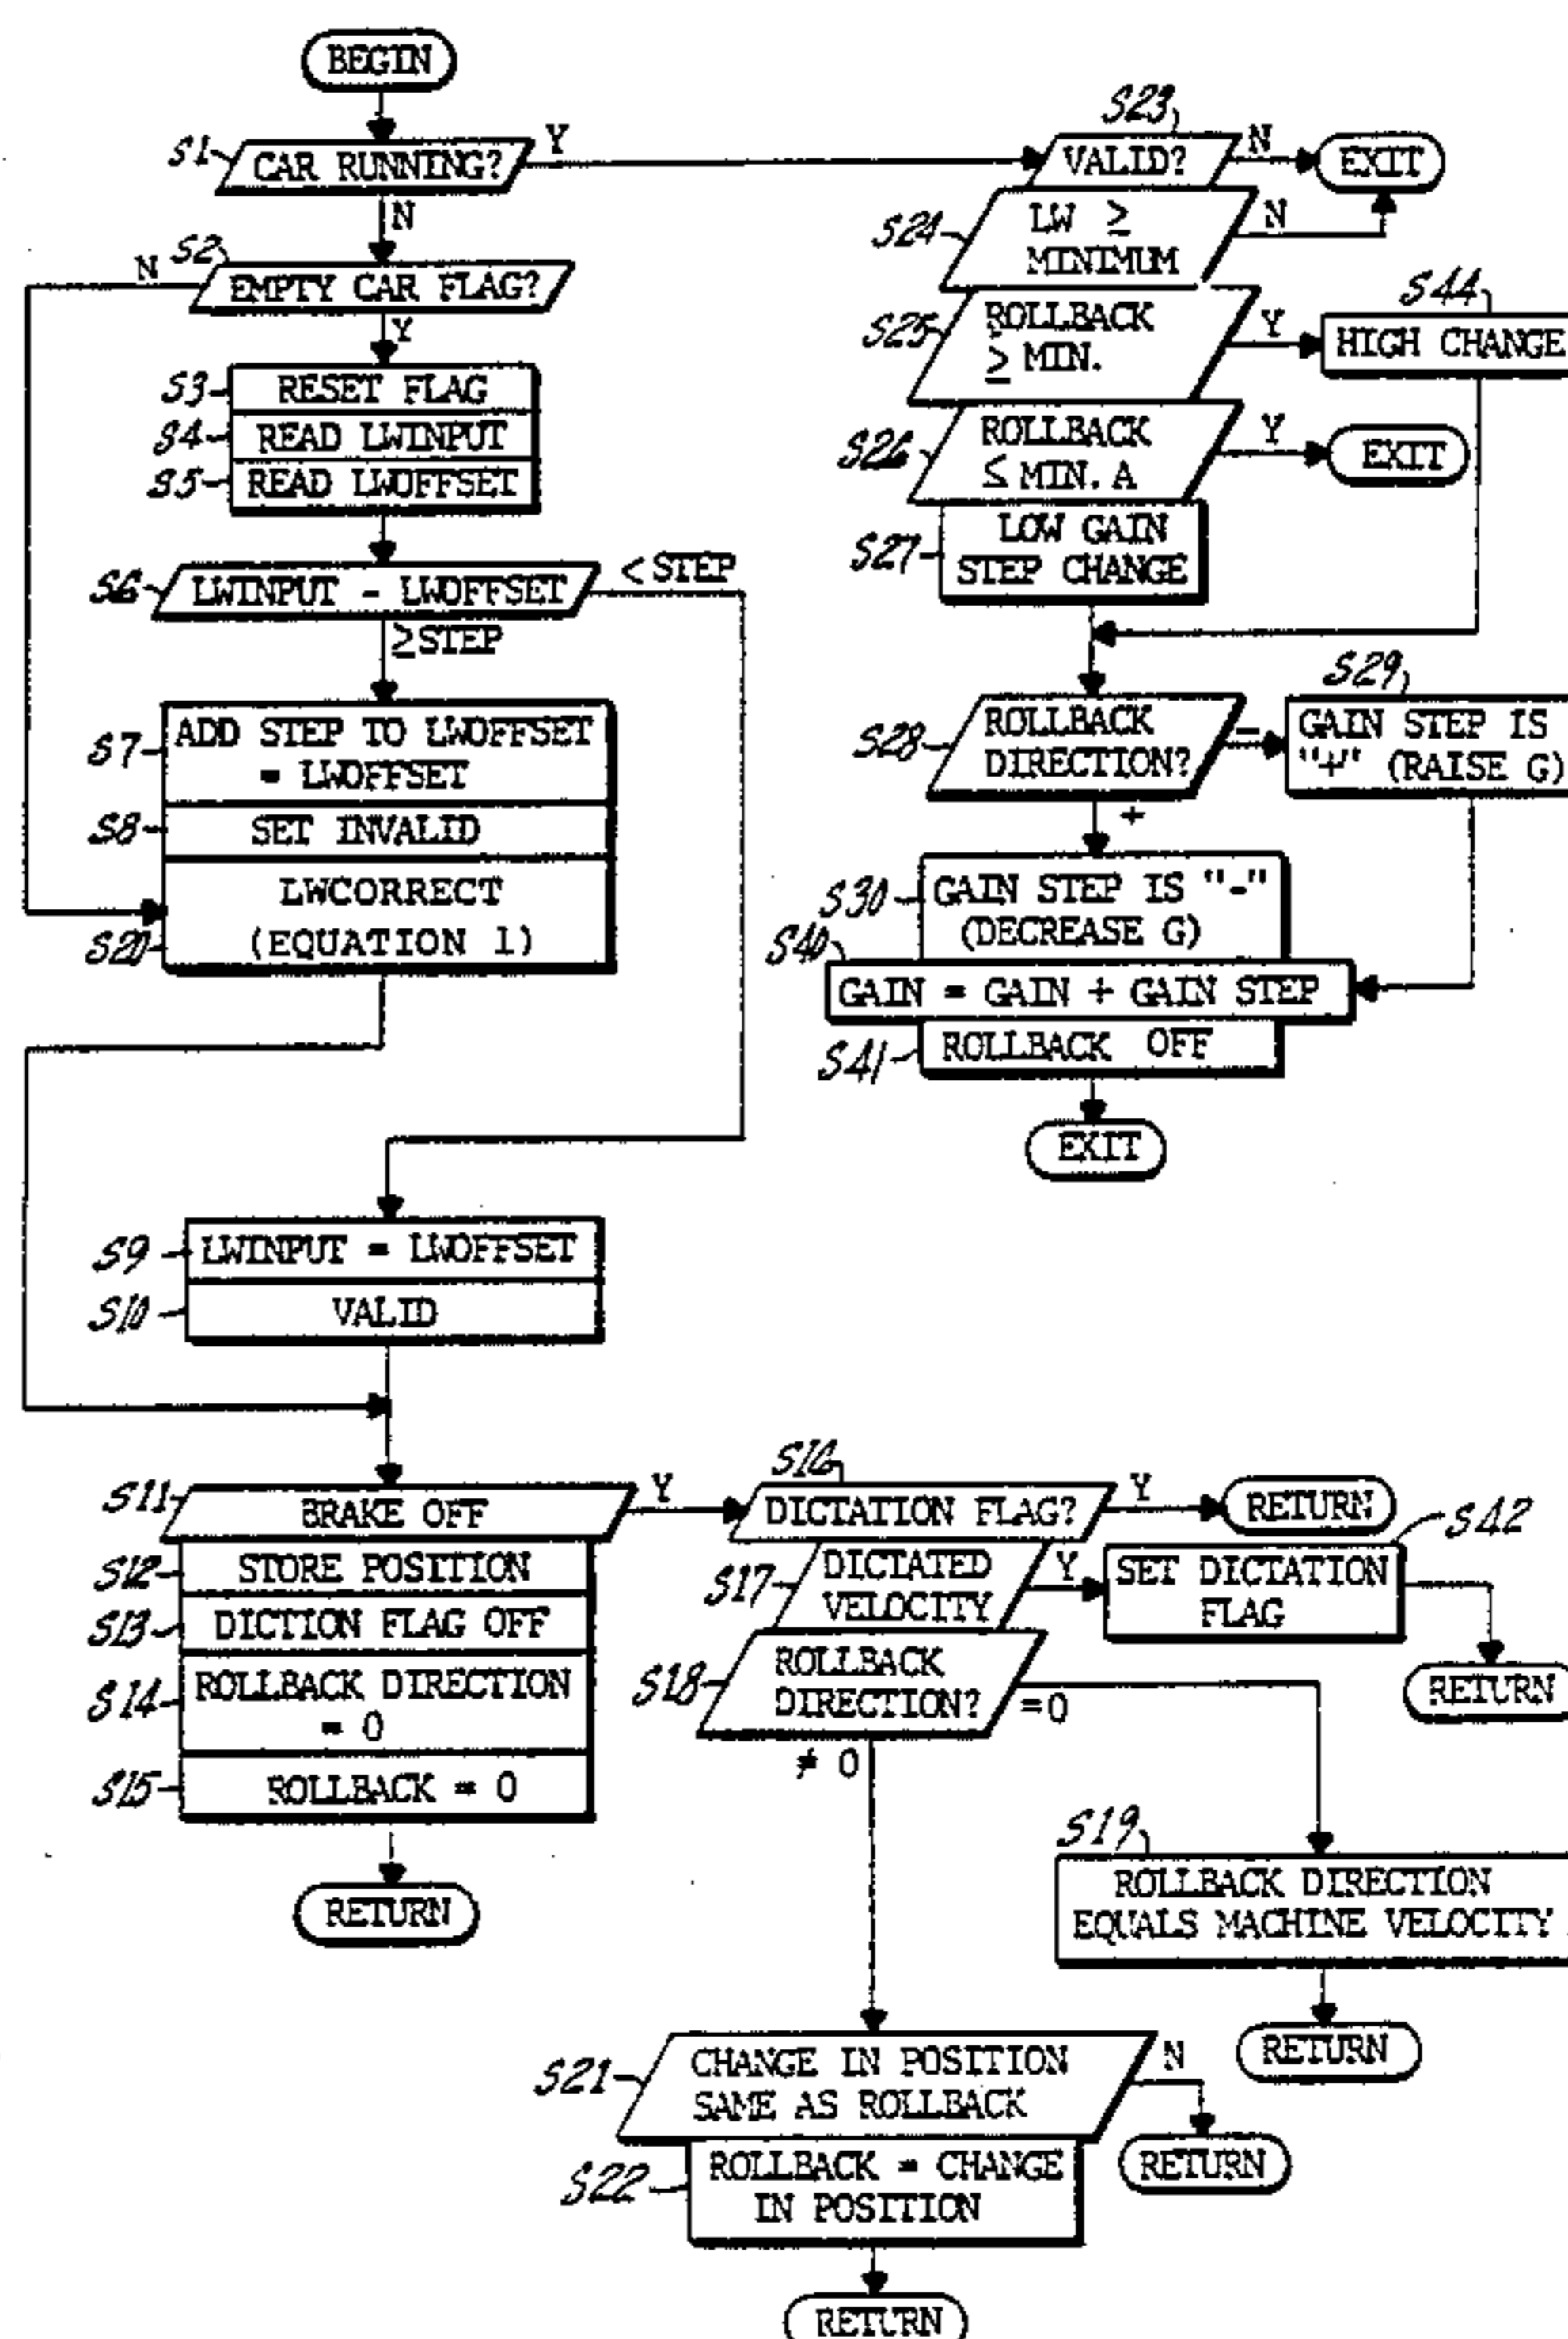 BEGIN
S1
CAR RUNNING?
Y
N
S2
N
EMPTY CAR FLAG?
Y
S3
RESET FLAG
S4
READ LWINPUT
S5
READ LWOFFSET
S6
LWINPUT - LWOFFSET
< STEP
≥ STEP
S7
ADD STEP TO LWOFFSET
= LWOFFSET
S8
SET INVALID
LWCORRECT
S20
(EQUATION 1)
S9
LWINPUT = LWOFFSET
S10
VALID
S11
BRAKE OFF
Y
S12
STORE POSITION
S13
DICTION FLAG OFF
S14
ROLLBACK DIRECTION
= 0
S15
ROLLBACK = 0
RETURN
S23
VALID?
N
EXIT
S24
LW ≥
MINIMUM
N
S25
ROLLBACK
≥ MIN.
Y
S44
HIGH CHANGE
S26
ROLLBACK
≤ MIN. A
Y
EXIT
S27
LOW GAIN
STEP CHANGE
S28
ROLLBACK
DIRECTION?
-
S29
GAIN STEP IS
"+" (RAISE G)
+
S30
GAIN STEP IS "-"
(DECREASE G)
S40
GAIN = GAIN + GAIN STEP
S41
ROLLBACK OFF
EXIT
S16
DICTATION FLAG?
Y
RETURN
S17
DICTATED
VELOCITY
Y
S42
SET DICTATION
FLAG
RETURN
S18
ROLLBACK
DIRECTION?
=0
≠ 0
S19
ROLLBACK DIRECTION
EQUALS MACHINE VELOCITY
RETURN
S21
CHANGE IN POSITION
SAME AS ROLLBACK
N
RETURN
S22
ROLLBACK = CHANGE
IN POSITION
RETURN